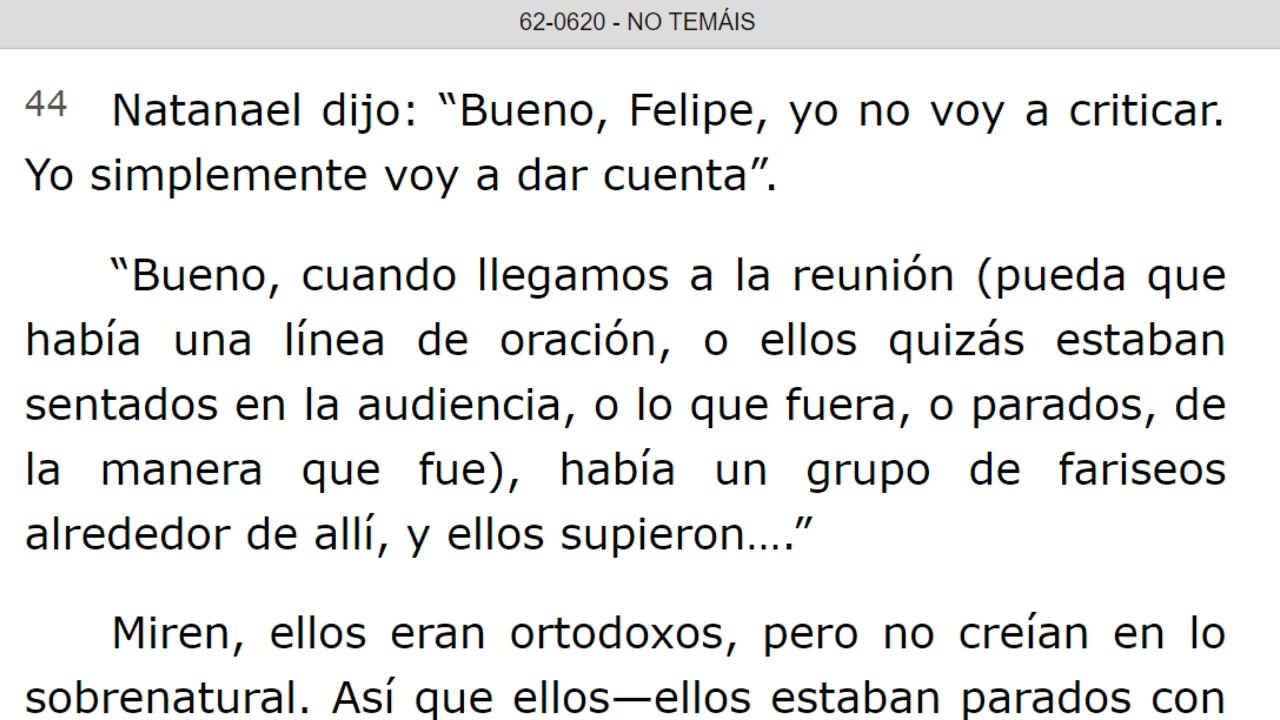 62-0620 - NO TEMÁIS
44 Natanael dijo: “Bueno, Felipe, yo no voy a criticar.
Yo simplemente voy a dar cuenta”.
“Bueno, cuando llegamos a la reunión (pueda que
había una línea de oración, o ellos quizás estaban
sentados en la audiencia, o lo que fuera, o parados, de
la manera que fue), había un grupo de fariseos
alrededor de allí, y ellos supieron….”
Miren, ellos eran ortodoxos, pero no creían en lo
sobrenatural. Así que ellos—ellos estaban parados con